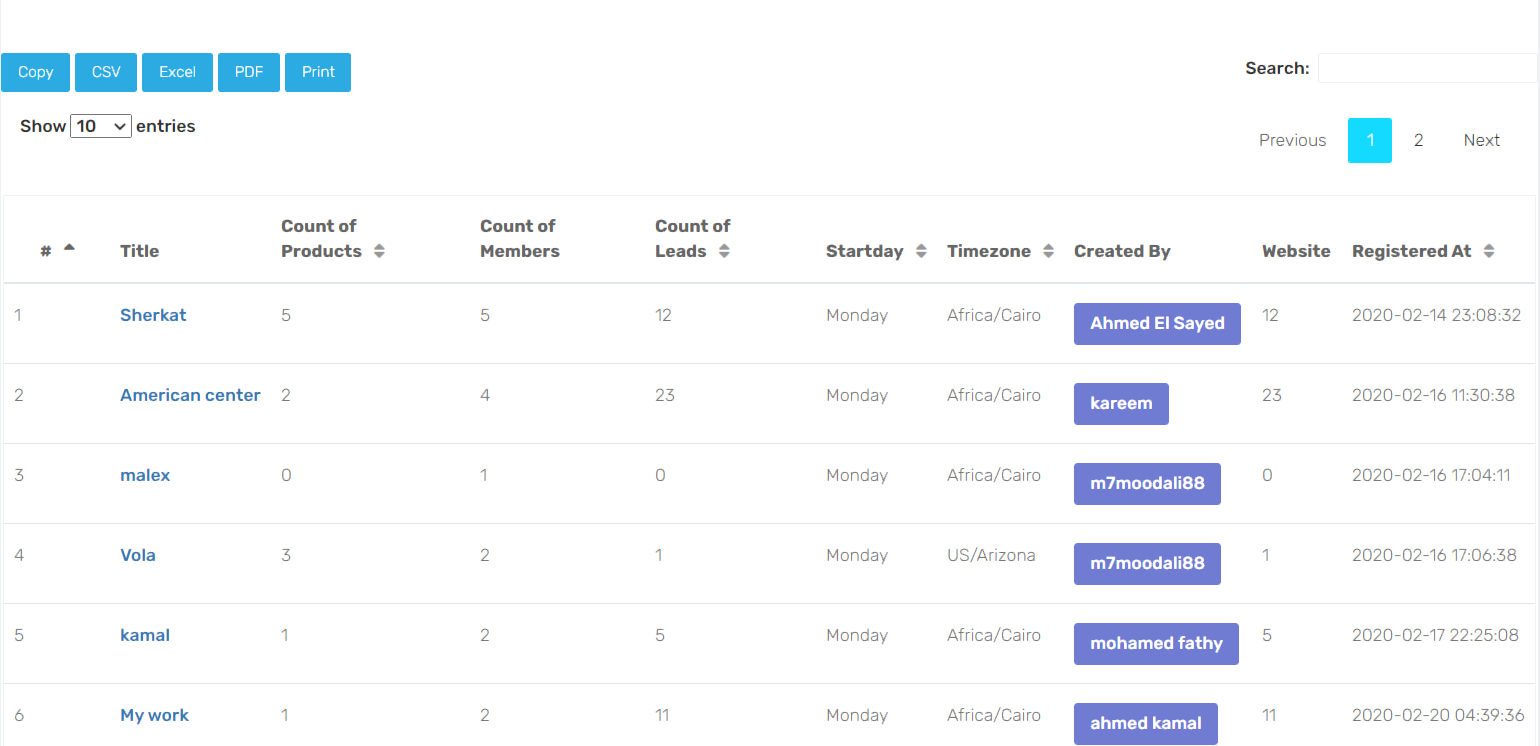 Copy CSV Excel PDF Print Search:
Show 10 entries
Previous 1 2 Next
# Title Count of Products Count of Members Count of Leads Startday Timezone Created By Website Registered At
1 Sherkat 5 5 12 Monday Africa/Cairo Ahmed El Sayed 12 2020-02-14 23:08:32
2 American center 2 4 23 Monday Africa/Cairo kareem 23 2020-02-16 11:30:38
3 malex 0 1 0 Monday Africa/Cairo m7moodali88 0 2020-02-16 17:04:11
4 Vola 3 2 1 Monday US/Arizona m7moodali88 1 2020-02-16 17:06:38
5 kamal 1 2 5 Monday Africa/Cairo mohamed fathy 5 2020-02-17 22:25:08
6 My work 1 2 11 Monday Africa/Cairo ahmed kamal 11 2020-02-20 04:39:36